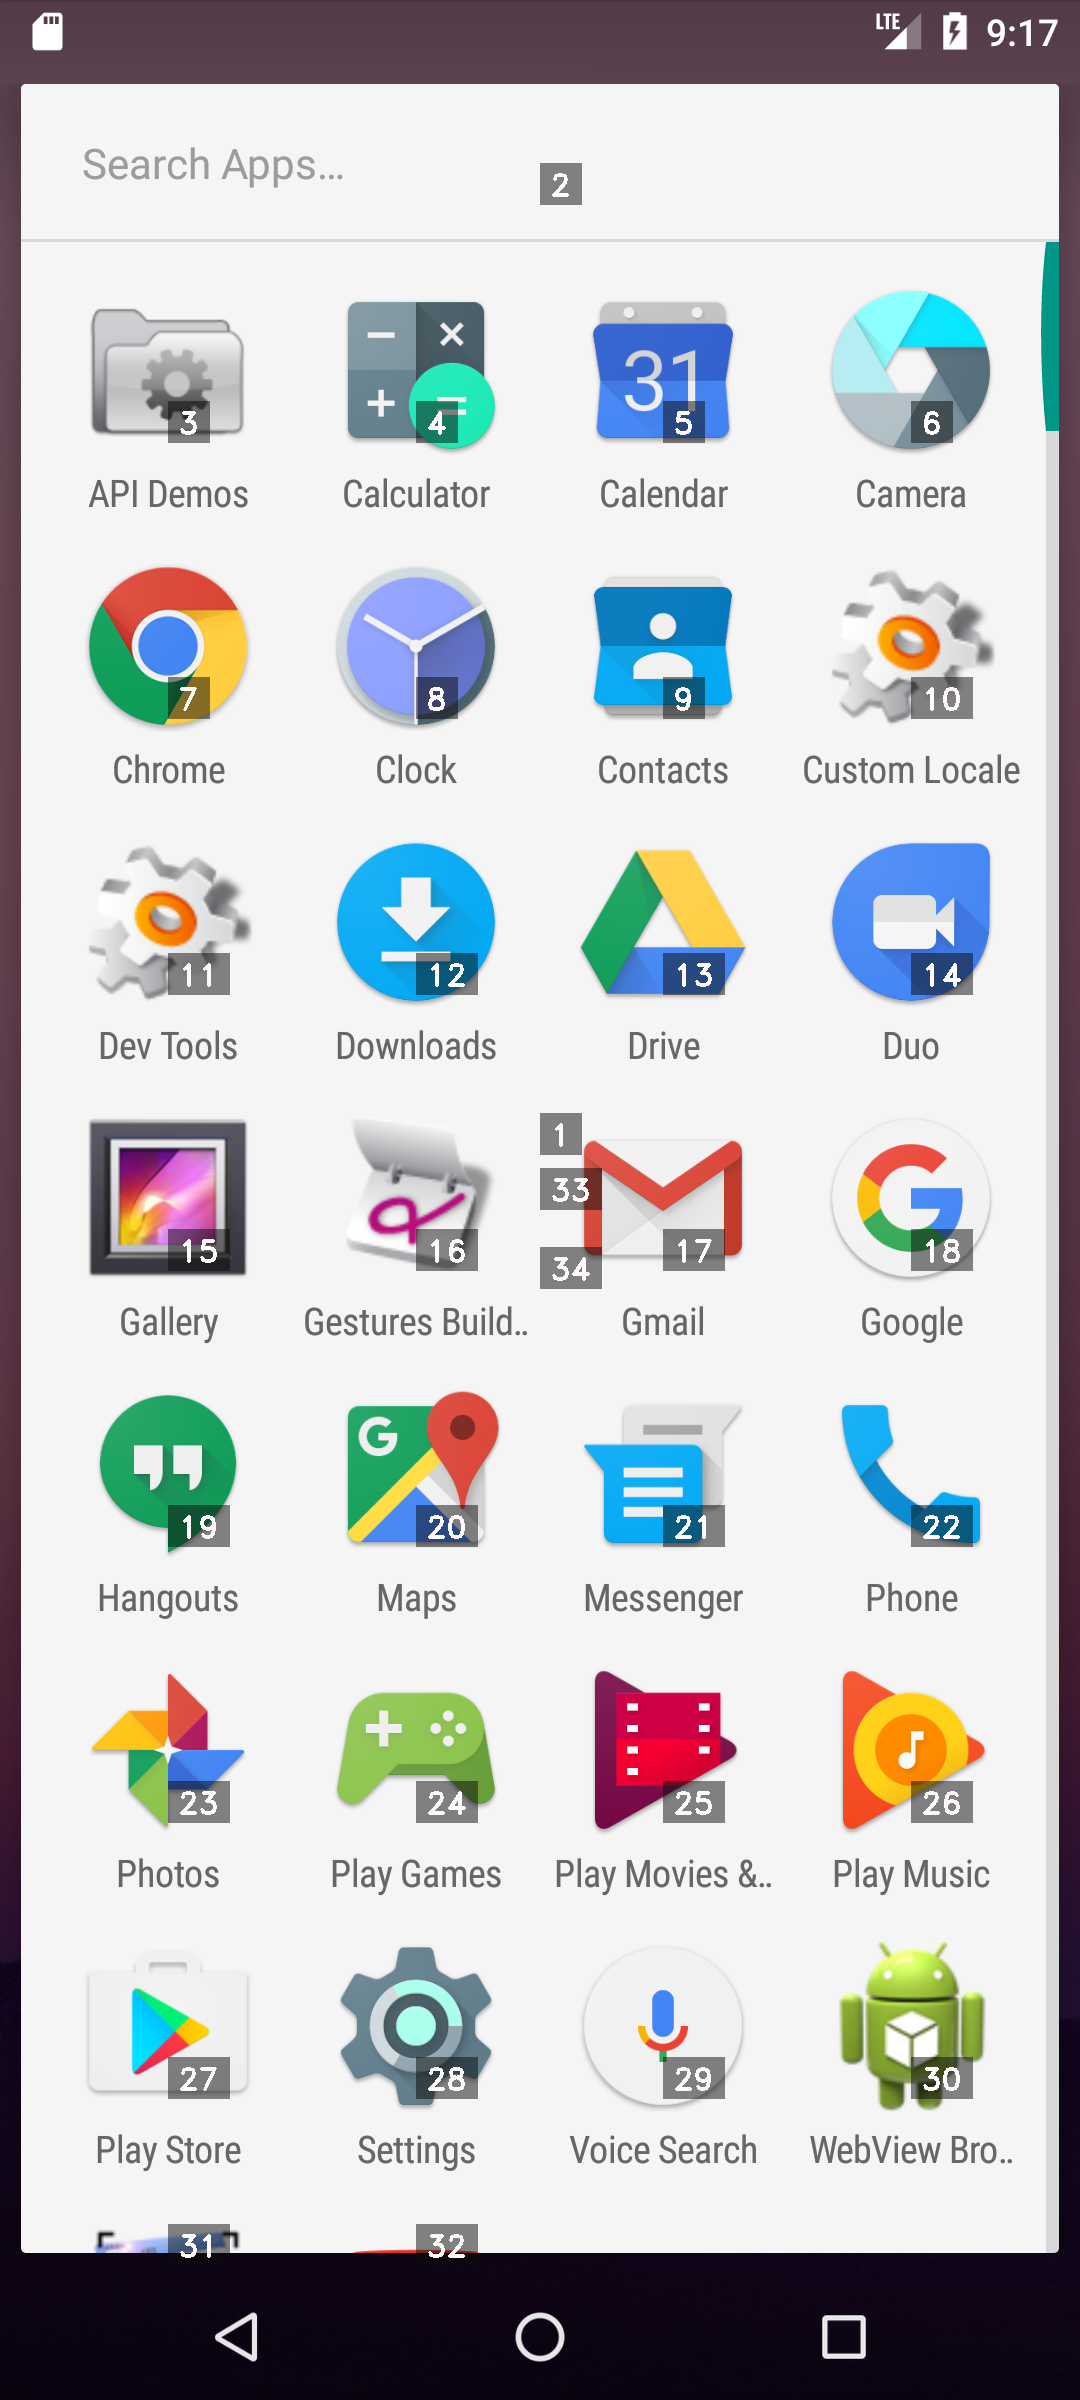 LTE 9:17
Search Apps...
2
31
3 4 5 6
API Demos Calculator Calendar Camera
7 8 9 10
Chrome Clock Contacts Custom Locale
11 12 13 14
Dev Tools Downloads Drive Duo
1
33
15 16 17 18
34
Gallery Gestures Build.. Gmail Google
G
19 20 21 22
Hangouts Maps Messenger Phone
23 24 25 26
Photos Play Games Play Movies &.. Play Music
27 28 29 30
Play Store Settings Voice Search WebView Bro..
31 32